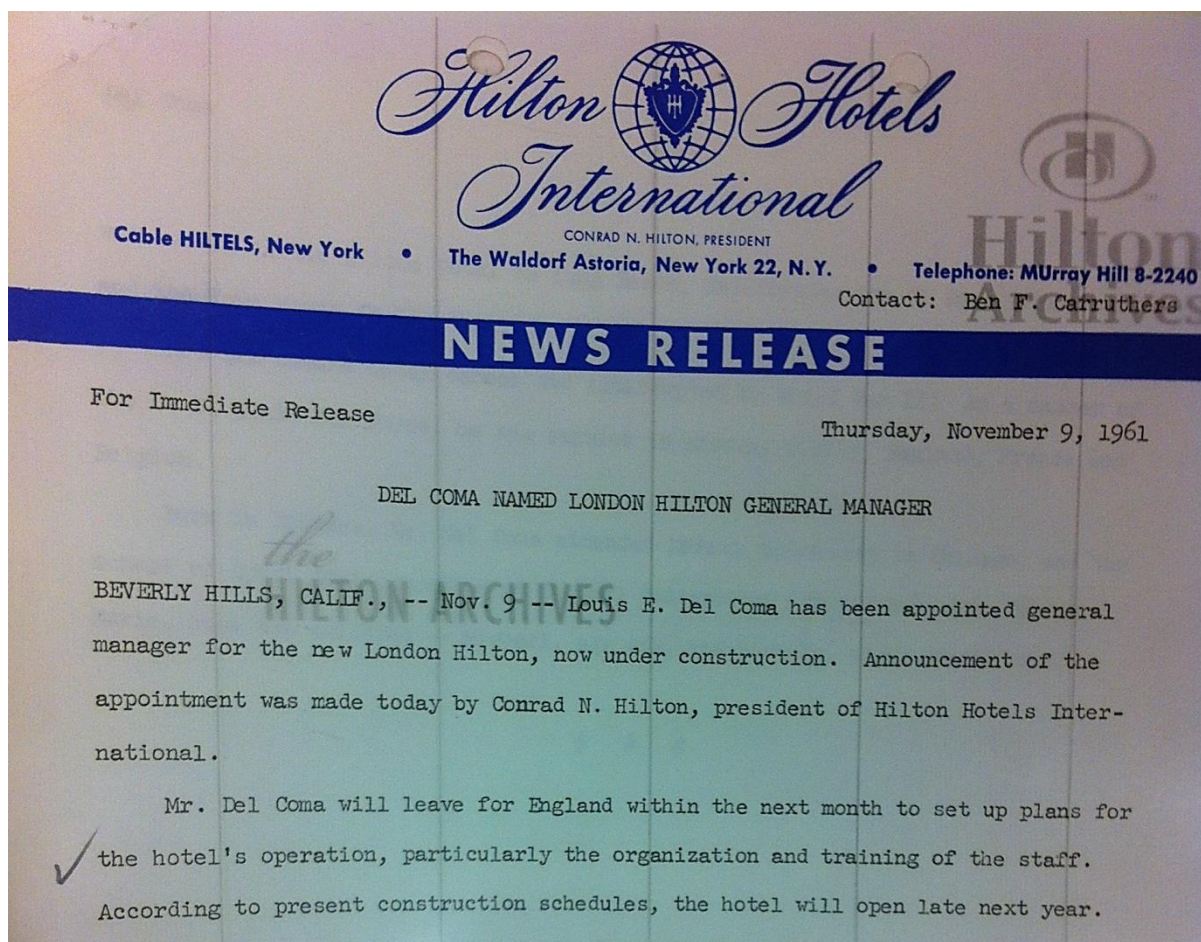 Hilton Hotels
International
CONRAD N. HILTON, PRESIDENT
Cable HILTELS, New York • The Waldorf Astoria, New York 22, N.Y. • Telephone: MUrray Hill 8-2240
Hilton
Archives
Contact: Ben F. Carruthers
NEWS RELEASE
For Immediate Release
Thursday, November 9, 1961
DEL COMA NAMED LONDON HILTON GENERAL MANAGER
the
HILTON ARCHIVES
BEVERLY HILLS, CALIF., -- Nov. 9 -- Louis E. Del Coma has been appointed general
manager for the new London Hilton, now under construction. Announcement of the
appointment was made today by Conrad N. Hilton, president of Hilton Hotels Inter-
national.
Mr. Del Coma will leave for England within the next month to set up plans for
the hotel's operation, particularly the organization and training of the staff.
According to present construction schedules, the hotel will open late next year.